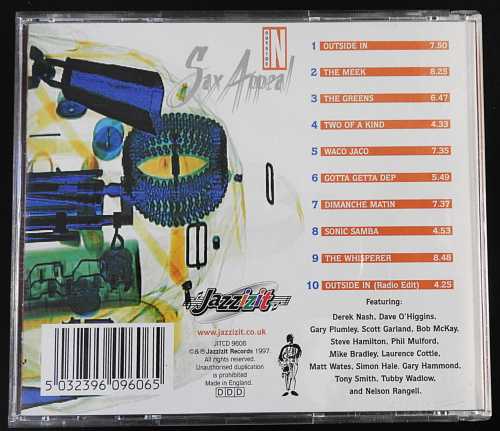 OUTSIDE
IN
Sax Appeal
1 OUTSIDE IN 7.50
2 THE MEEK 8.25
3 THE GREENS 6.47
4 TWO OF A KIND 4.33
5 WACO JACO 7.35
6 GOTTA GETTA DEP 5.49
7 DIMANCHE MATIN 7.37
8 SONIC SAMBA 4.53
9 THE WHISPERER 8.48
10 OUTSIDE IN (Radio Edit) 4.25
Jazzizit
www.jazzizit.co.uk
JITCD 9606
©&℗Jazzizit Records 1997
All rights reserved.
Unauthorised duplication
is prohibited
Made in England.
DDD
5 032396 096065
Featuring:
Derek Nash, Dave O'Higgins,
Gary Plumley, Scott Garland, Bob McKay,
Steve Hamilton, Phil Mulford,
Mike Bradley, Laurence Cottle,
Matt Wates, Simon Hale, Gary Hammond,
Tony Smith, Tubby Wadlow,
and Nelson Rangell.